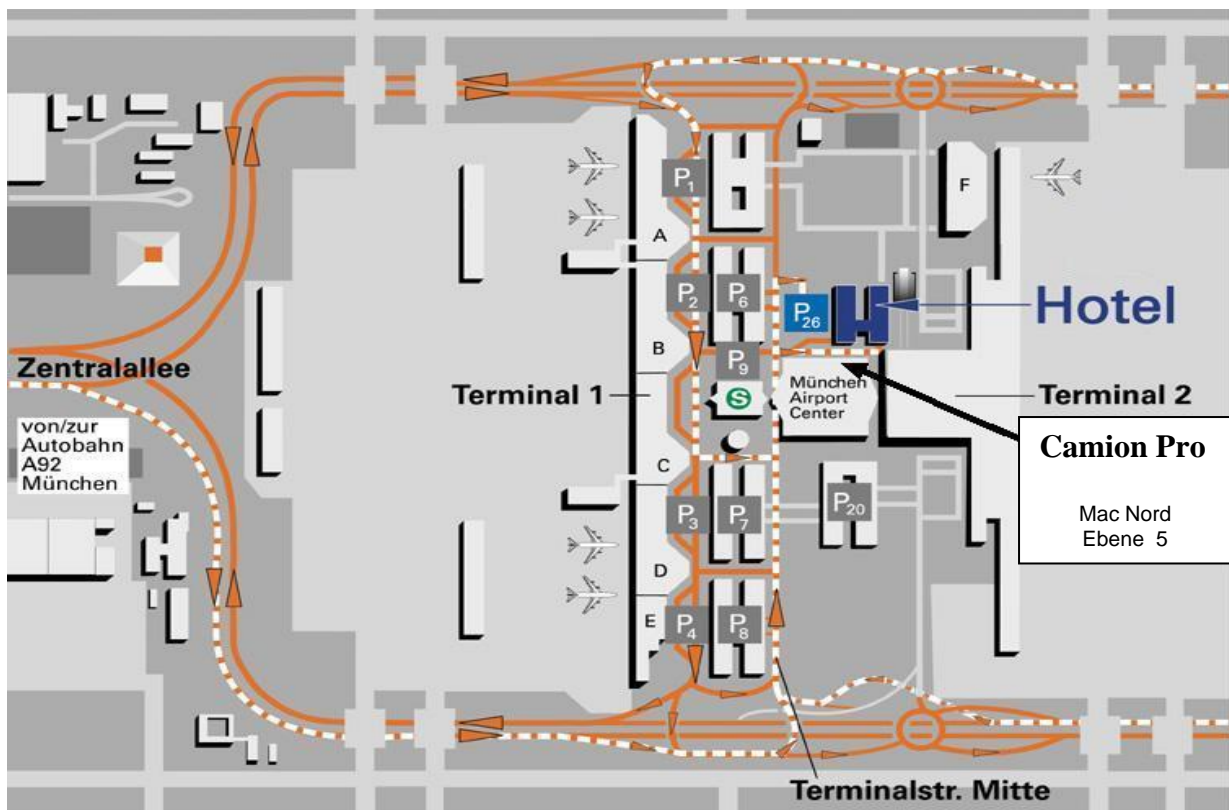 P1
F
A
P2
P6
P26
Hotel
B
P9
Zentralallee
Terminal 1
S
München
Airport
Center
Terminal 2
von/zur
Autobahn
A92
München
Camion Pro
Mac Nord
Ebene 5
C
P3
P7
P20
D
E
P4
P8
Terminalstr. Mitte